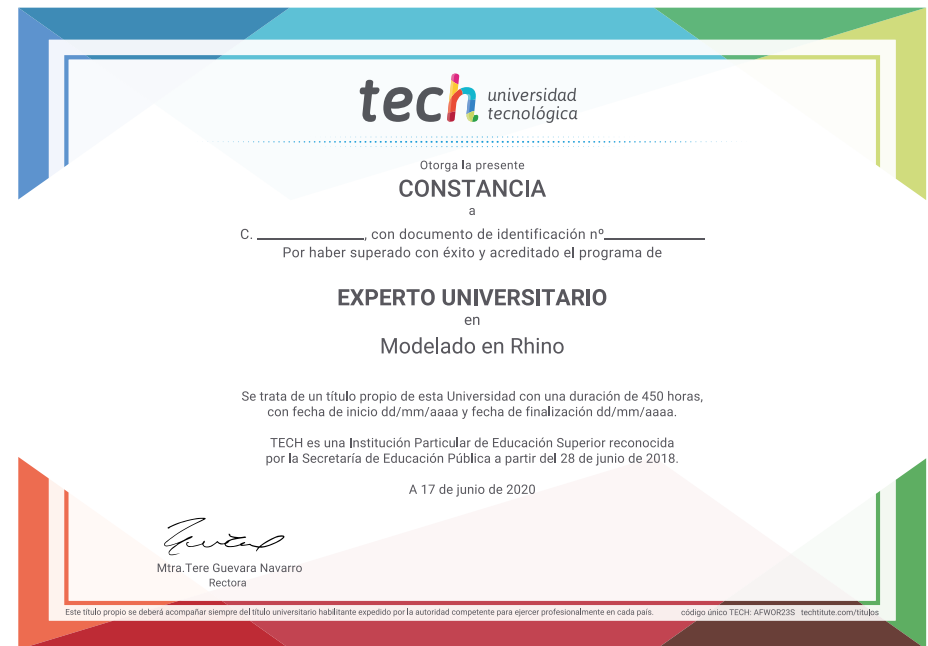 tech universidad
tecnológica
Otorga la presente
CONSTANCIA
a
C. ____________, con documento de identificación nº____________
Por haber superado con éxito y acreditado el programa de
EXPERTO UNIVERSITARIO
en
Modelado en Rhino
Se trata de un título propio de esta Universidad con una duración de 450 horas,
con fecha de inicio dd/mm/aaaa y fecha de finalización dd/mm/aaaa.
TECH es una Institución Particular de Educación Superior reconocida
por la Secretaría de Educación Pública a partir del 28 de junio de 2018.
A 17 de junio de 2020
Mtra.Tere Guevara Navarro
Rectora
Este título propio se deberá acompañar siempre del título universitario habilitante expedido por la autoridad competente para ejercer profesionalmente en cada país. código único TECH: AFWOR23S techtitute.com/titulos